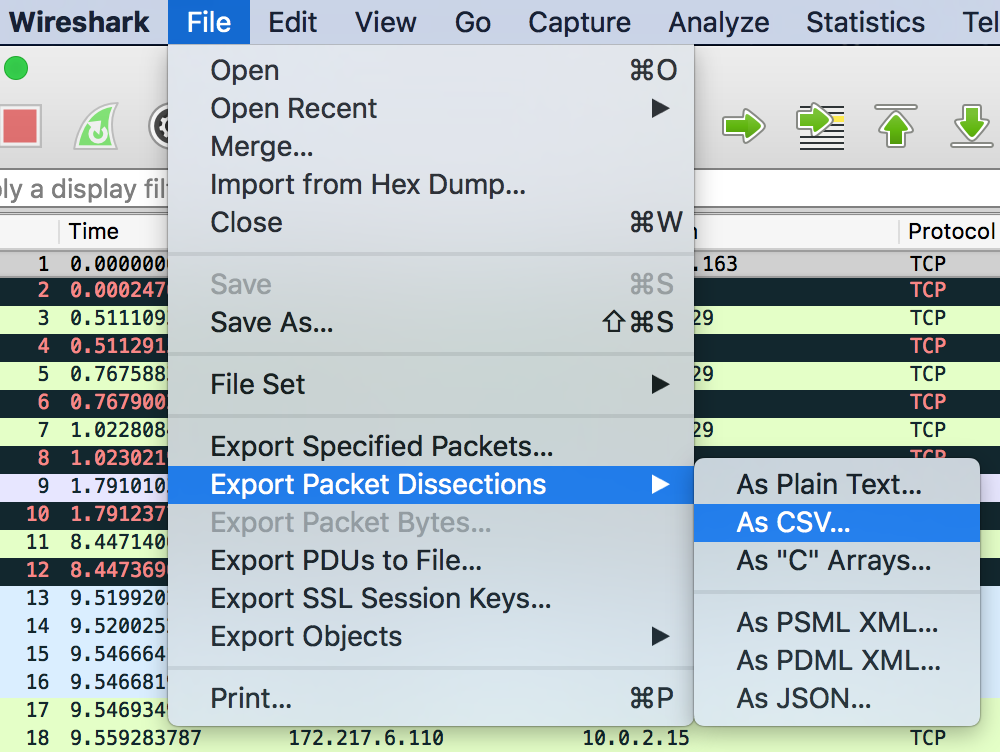 Wireshark File Edit View Go Capture Analyze Statistics Tel
Open ⌘O
Open Recent ▶
Merge...
Import from Hex Dump...
ly a display filt
Close ⌘W
Time Protocol
Save ⌘S
Save As... ⇧⌘S
File Set ▶
Export Specified Packets...
Export Packet Dissections ▶
Export Packet Bytes...
Export PDUs to File...
Export SSL Session Keys...
Export Objects ▶
Print... ⌘P
As Plain Text...
As CSV...
As "C" Arrays...
As PSML XML...
As PDML XML...
As JSON...
1 0.000000 .163 TCP
2 0.000247 TCP
3 0.511109 29 TCP
4 0.511291 TCP
5 0.767588 29 TCP
6 0.767900 TCP
7 1.022808 29 TCP
8 1.023021 TCP
9 1.791010
10 1.791237
11 8.447140
12 8.447369
13 9.519920
14 9.520025
15 9.546664
16 9.546681
17 9.546934
18 9.559283787 172.217.6.110 10.0.2.15 TCP